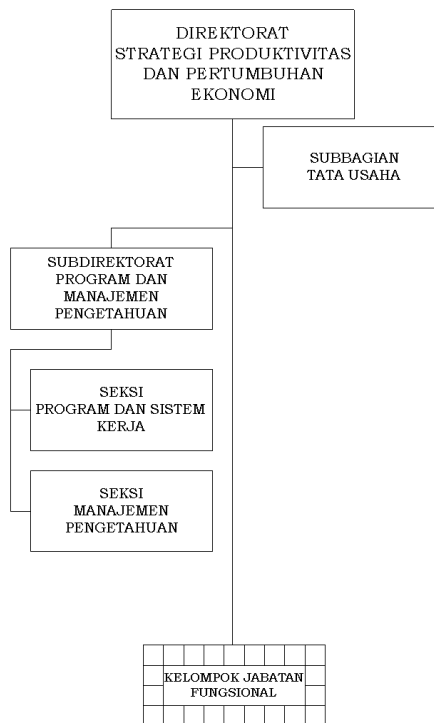 DIREKTORAT
STRATEGI PRODUKTIVITAS
DAN PERTUMBUHAN
EKONOMI
SUBBAGIAN
TATA USAHA
SUBDIREKTORAT
PROGRAM DAN
MANAJEMEN
PENGETAHUAN
SEKSI
PROGRAM DAN SISTEM
KERJA
SEKSI
MANAJEMEN
PENGETAHUAN
KELOMPOK JABATAN
FUNGSIONAL